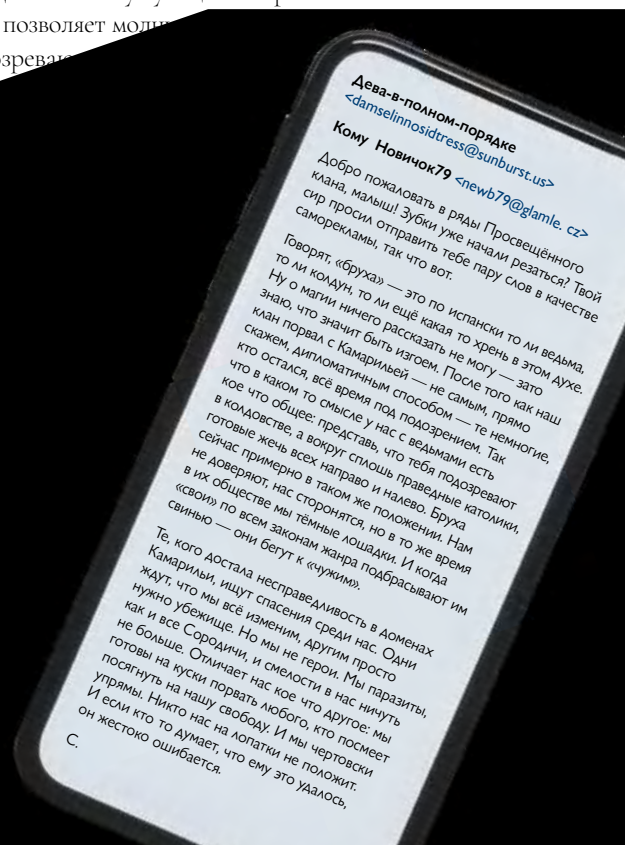 позволяет
Дева-в-полном-порядке
<damselinnosidtress@sunburst.us>
Кому Новичок79 <newb79@glamle. cz>
Добро пожаловать в ряды Просвещённого
клана, малыш! Зубки уже начали резаться? Твой
сир просил отправить тебе пару слов в качестве
саморекламы, так что вот.
Говорят, «бруха» — это по испански то ли ведьма,
то ли колдун, то ли ещё какая то хрень в этом духе.
Ну о магии ничего рассказать не могу — зато
знаю, что значит быть изгоем. После того как наш
клан порвал с Камарильей — не самым, прямо
скажем, дипломатичным способом — те немногие,
кто остался, всё время под подозрением. Так
что в каком то смысле у нас с ведьмами есть
кое что общее: представь, что тебя подозревают
в колдовстве, а вокруг сплошь праведные католики,
готовые жечь всех направо и налево. Бруха
сейчас примерно в таком же положении. Нам
не доверяют, нас сторонятся, но в то же время
в их обществе мы тёмные лошадки. И когда
«свои» по всем законам жанра подбрасывают им
свинью — они бегут к «чужим».
Те, кого достала несправедливость в доменах
Камарильи, ищут спасения среди нас. Одни
ждут, что мы всё изменим, другим просто
нужно убежище. Но мы не герои. Мы паразиты,
как и все Сородичи, и смелости в нас ничуть
не больше. Отличает нас кое что другое: мы
готовы на куски порвать любого, кто посмеет
посягнуть на нашу свободу. И мы чертовски
упрямы. Никто нас на лопатки не положит.
И если кто то думает, что ему это удалось,
он жестоко ошибается.
С.